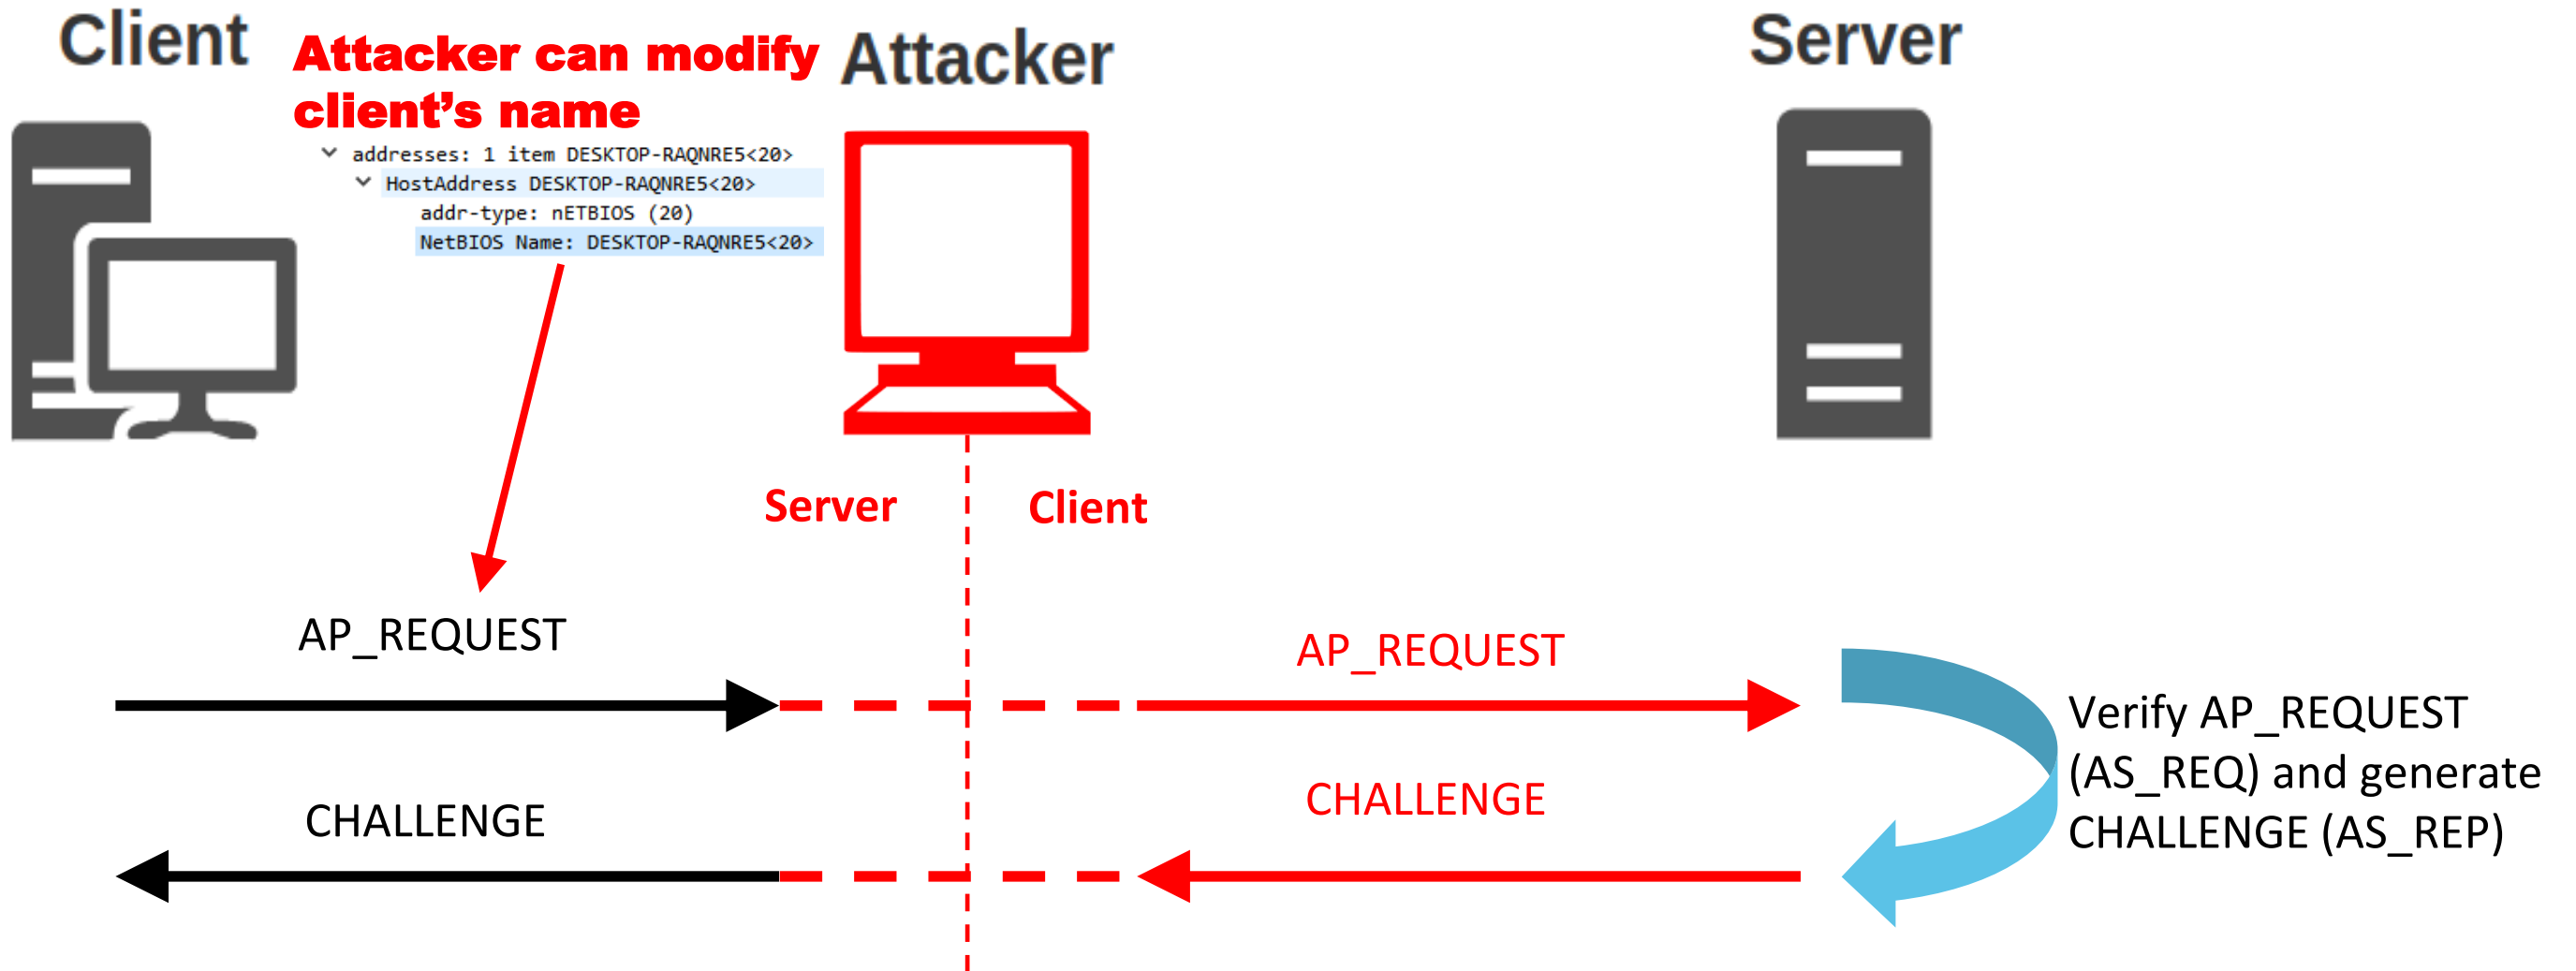 Client
Attacker can modify
client’s name
Attacker
Server
addresses: 1 item DESKTOP-RAQNRE5<20>
HostAddress DESKTOP-RAQNRE5<20>
addr-type: nETBIOS (20)
NetBIOS Name: DESKTOP-RAQNRE5<20>
Server
Client
AP_REQUEST
AP_REQUEST
CHALLENGE
CHALLENGE
Verify AP_REQUEST
(AS_REQ) and generate
CHALLENGE (AS_REP)